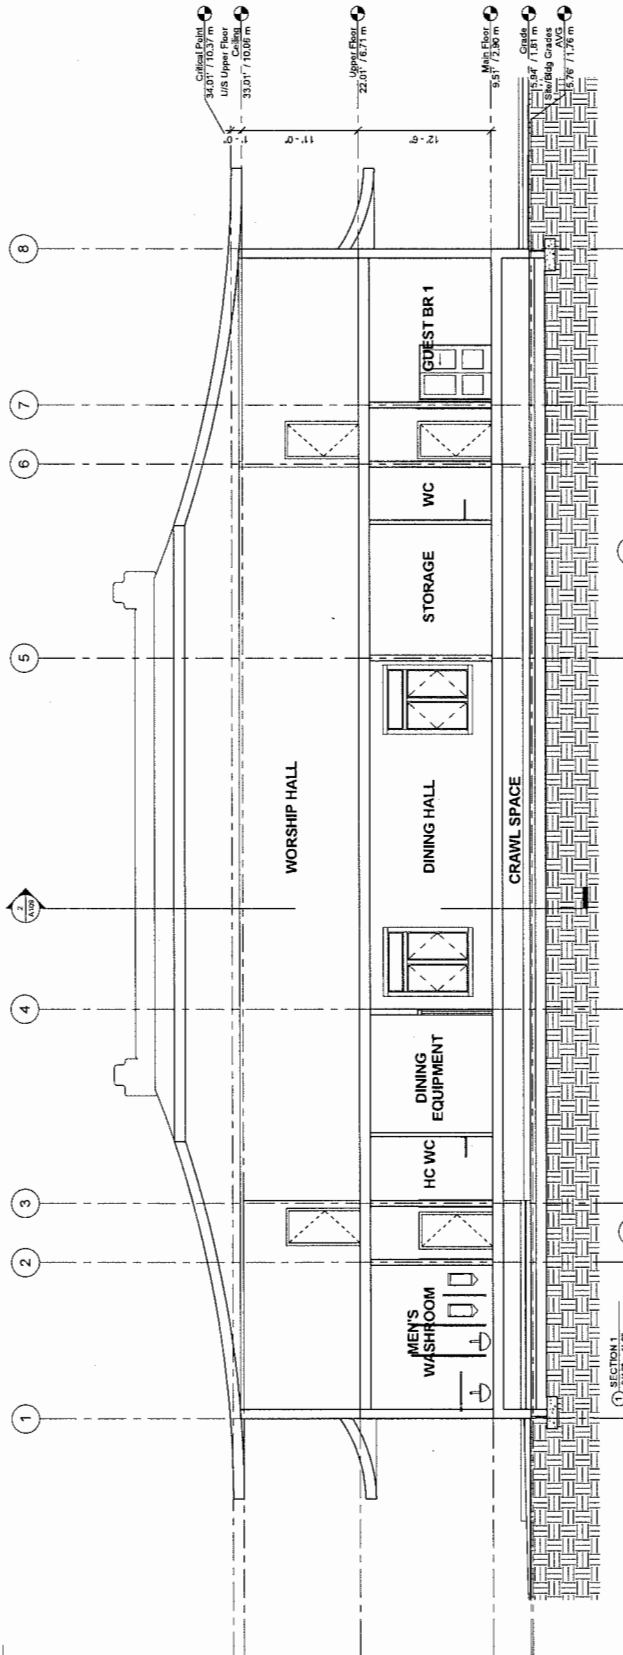 Critical Point
34.01' / 10.37 m
U/S Upper Floor
Ceiling
33.01' / 10.06 m
Upper Floor
22.01' / 6.71 m
Main Floor
9.51' / 2.90 m
Grade
5.94' / 1.81 m
Site/Bldg Grades
AVG
5.76' / 1.76 m
1' - 0"
11' - 0"
12' - 6"
8
7
6
5
2
A109
4
3
2
1
WORSHIP HALL
GUEST BR 1
WC
STORAGE
DINING HALL
DINING
EQUIPMENT
HC WC
MEN'S
WASHROOM
CRAWL SPACE
1 SECTION 1